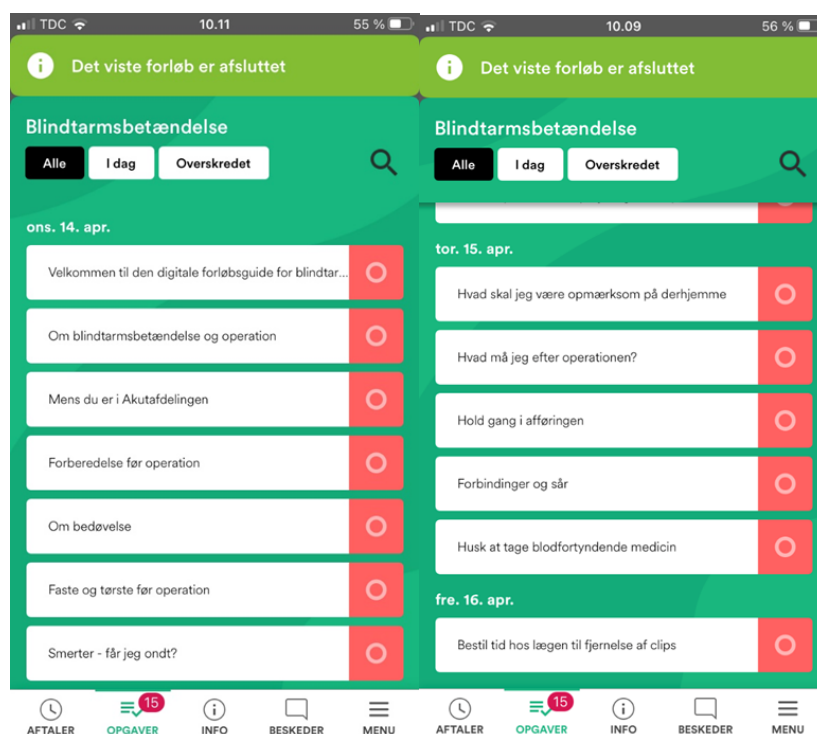 TDC 10.11 55 %
Det viste forløb er afsluttet
Blindtarmsbetændelse
Alle I dag Overskredet
ons. 14. apr.
Velkommen til den digitale forløbsguide for blindtar...
Om blindtarmsbetændelse og operation
Mens du er i Akutafdelingen
Forberedelse før operation
Om bedøvelse
Faste og tørste før operation
Smerter - får jeg ondt?
15
AFTALER OPGAVER INFO BESKEDER MENU
TDC 10.09 56 %
Det viste forløb er afsluttet
Blindtarmsbetændelse
Alle I dag Overskredet
tor. 15. apr.
Hvad skal jeg være opmærksom på derhjemme
Hvad må jeg efter operationen?
Hold gang i afføringen
Forbindinger og sår
Husk at tage blodfortyndende medicin
fre. 16. apr.
Bestil tid hos lægen til fjernelse af clips
15
AFTALER OPGAVER INFO BESKEDER MENU